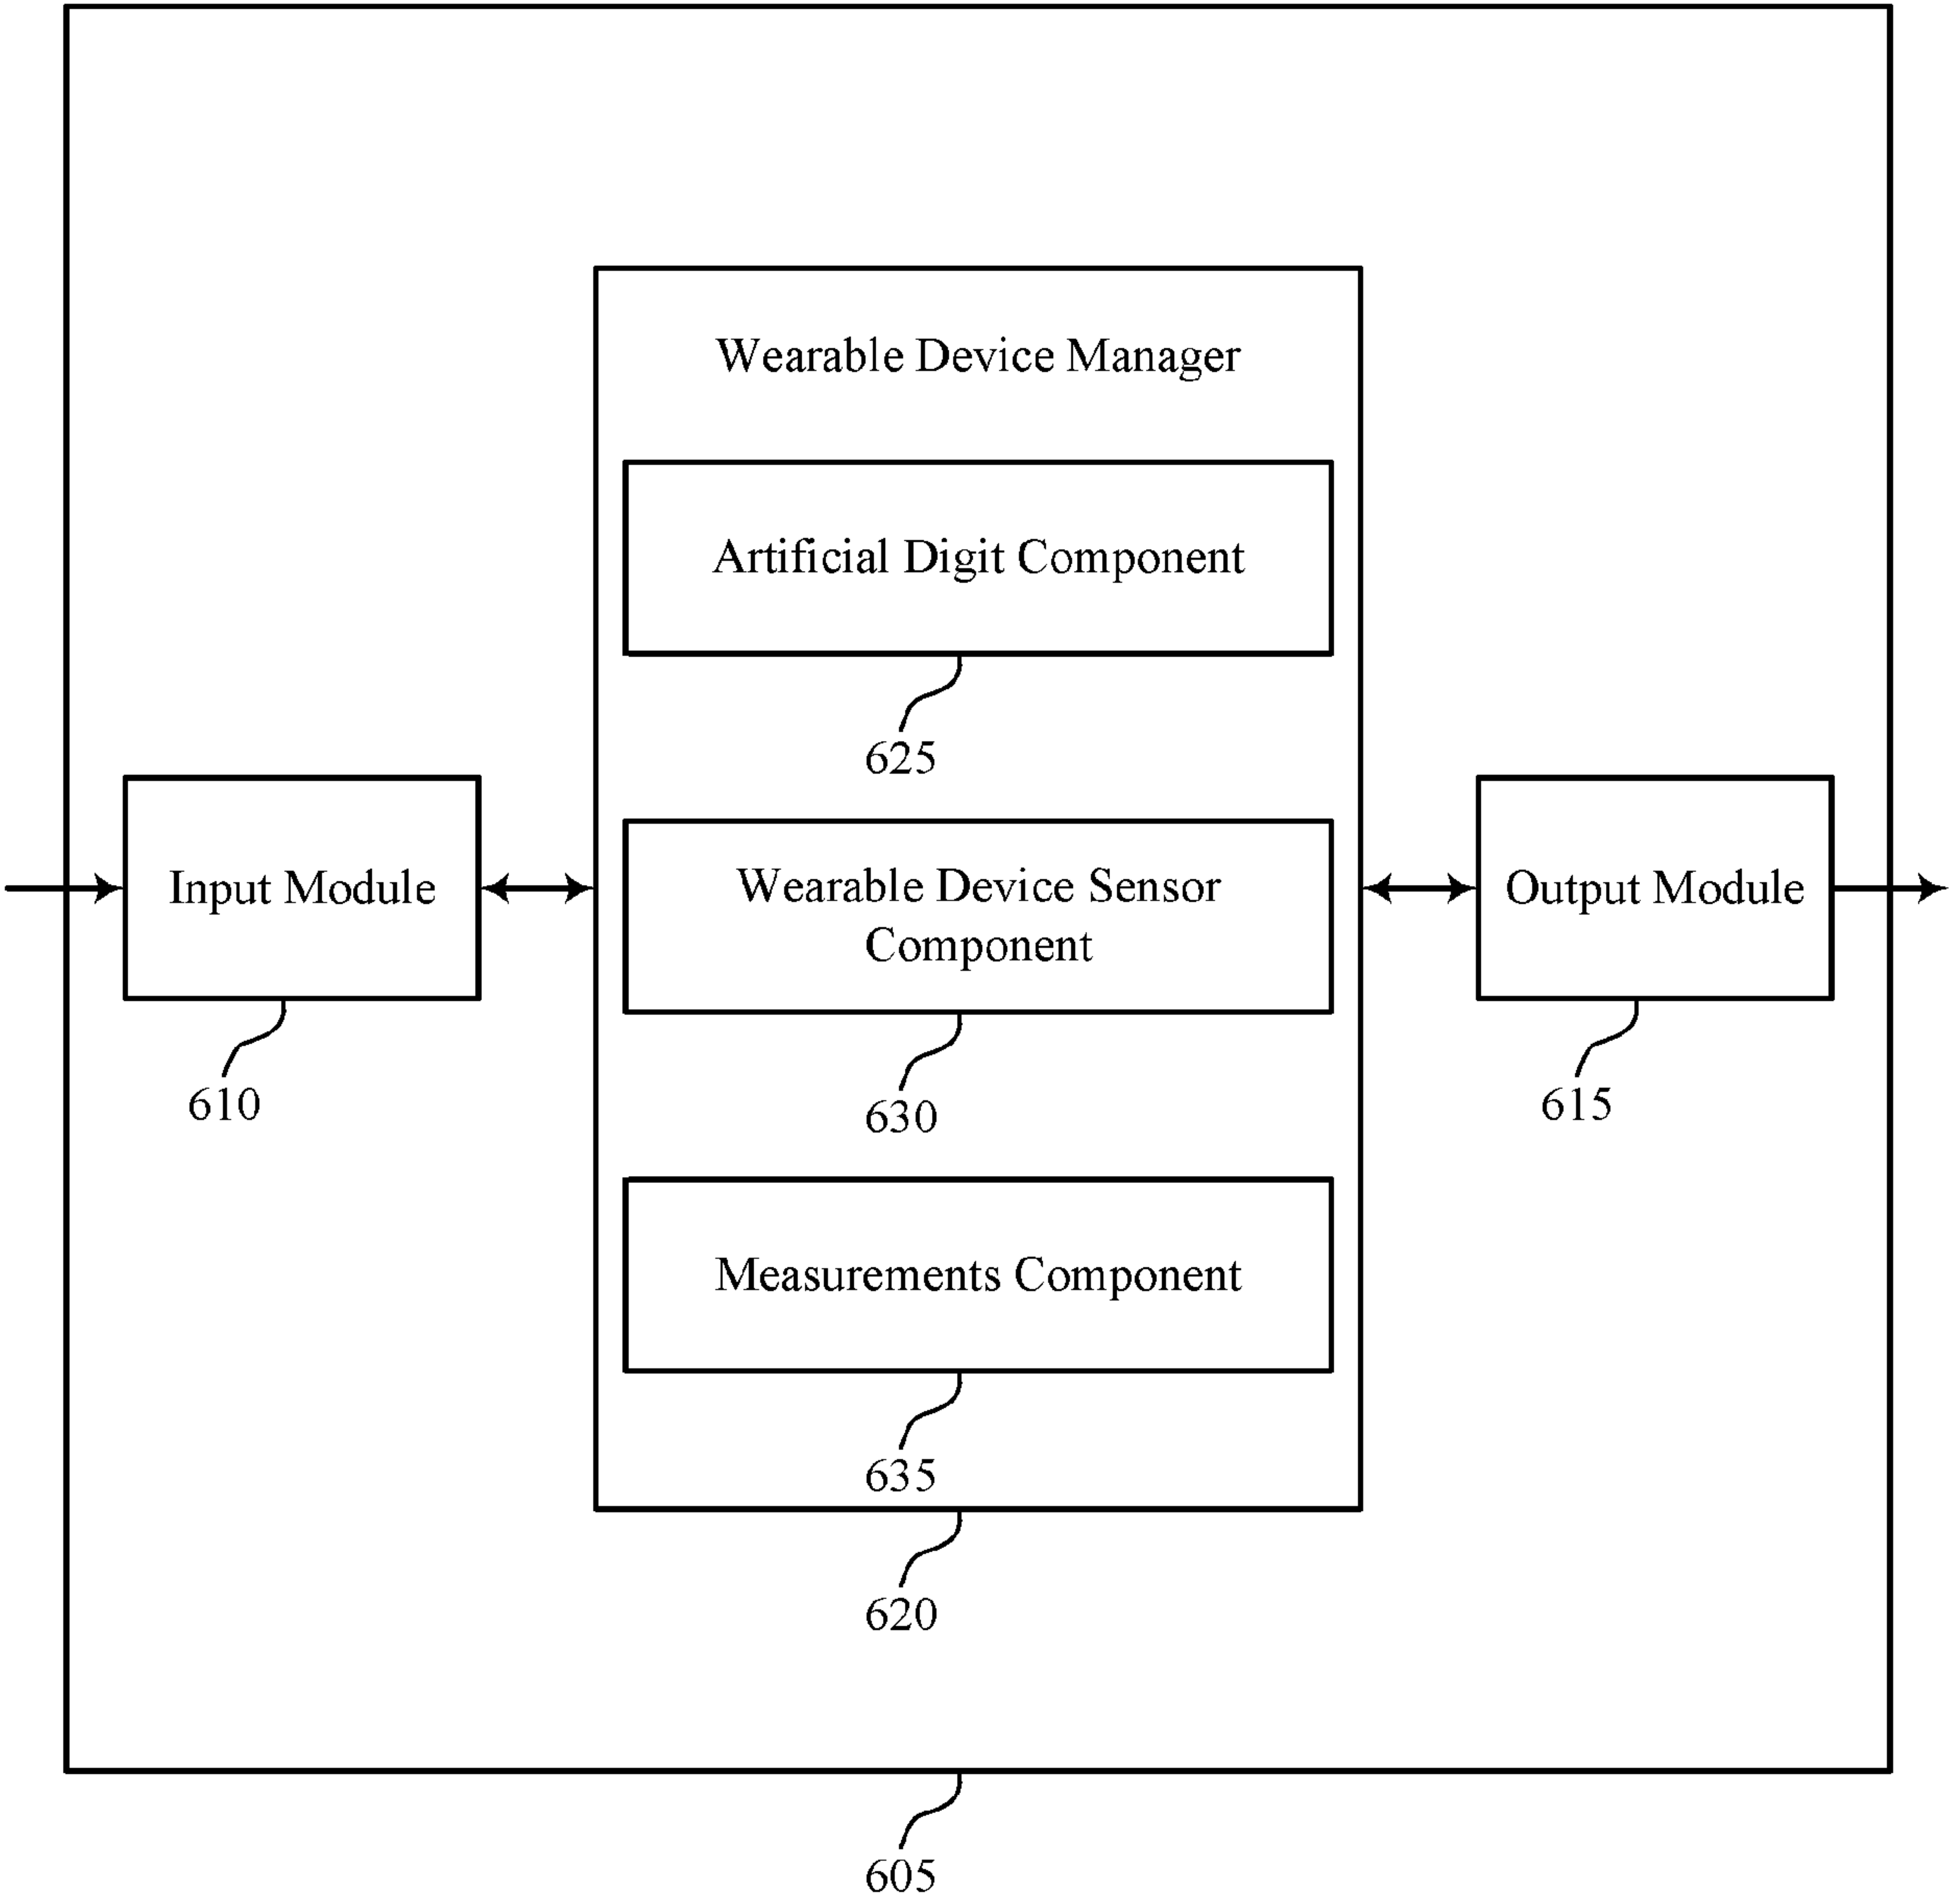 Wearable Device Manager
Artificial Digit Component
625
Input Module
610
Wearable Device Sensor
Component
630
Output Module
615
Measurements Component
635
620
605